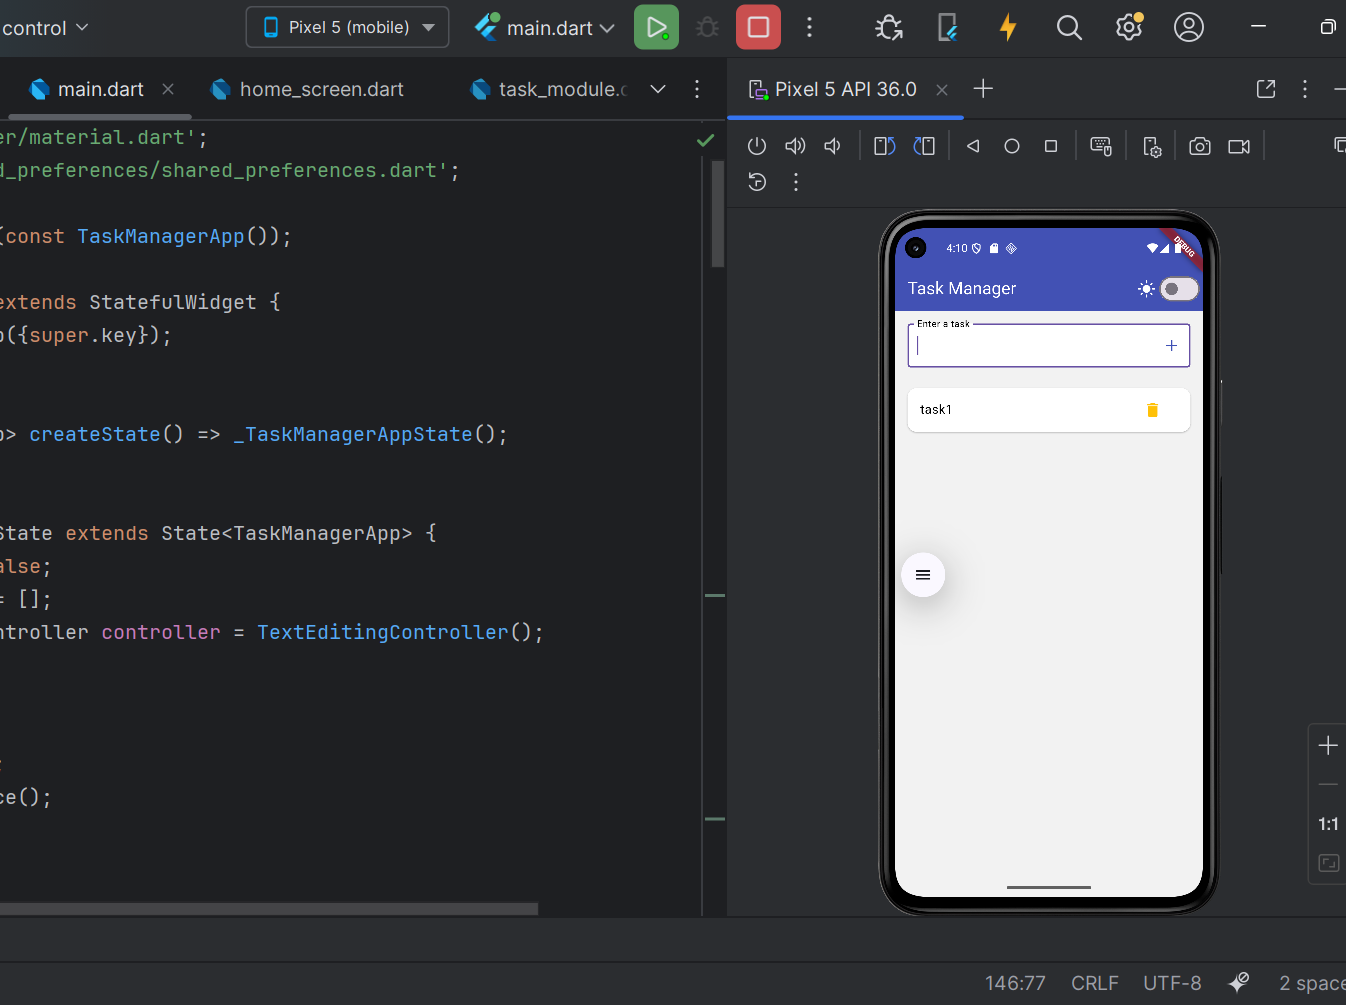 control
Pixel 5 (mobile)
main.dart
main.dart
home_screen.dart
task_module.
Pixel 5 API 36.0
er/material.dart';
d_preferences/shared_preferences.dart';
(const TaskManagerApp());
extends StatefulWidget {
({super.key});
> createState() => _TaskManagerAppState();
State extends State<TaskManagerApp> {
alse;
= [];
ntroller controller = TextEditingController();
ce();
4:10
DEBUG
Task Manager
Enter a task
task1
1:1
146:77
CRLF
UTF-8
2 space